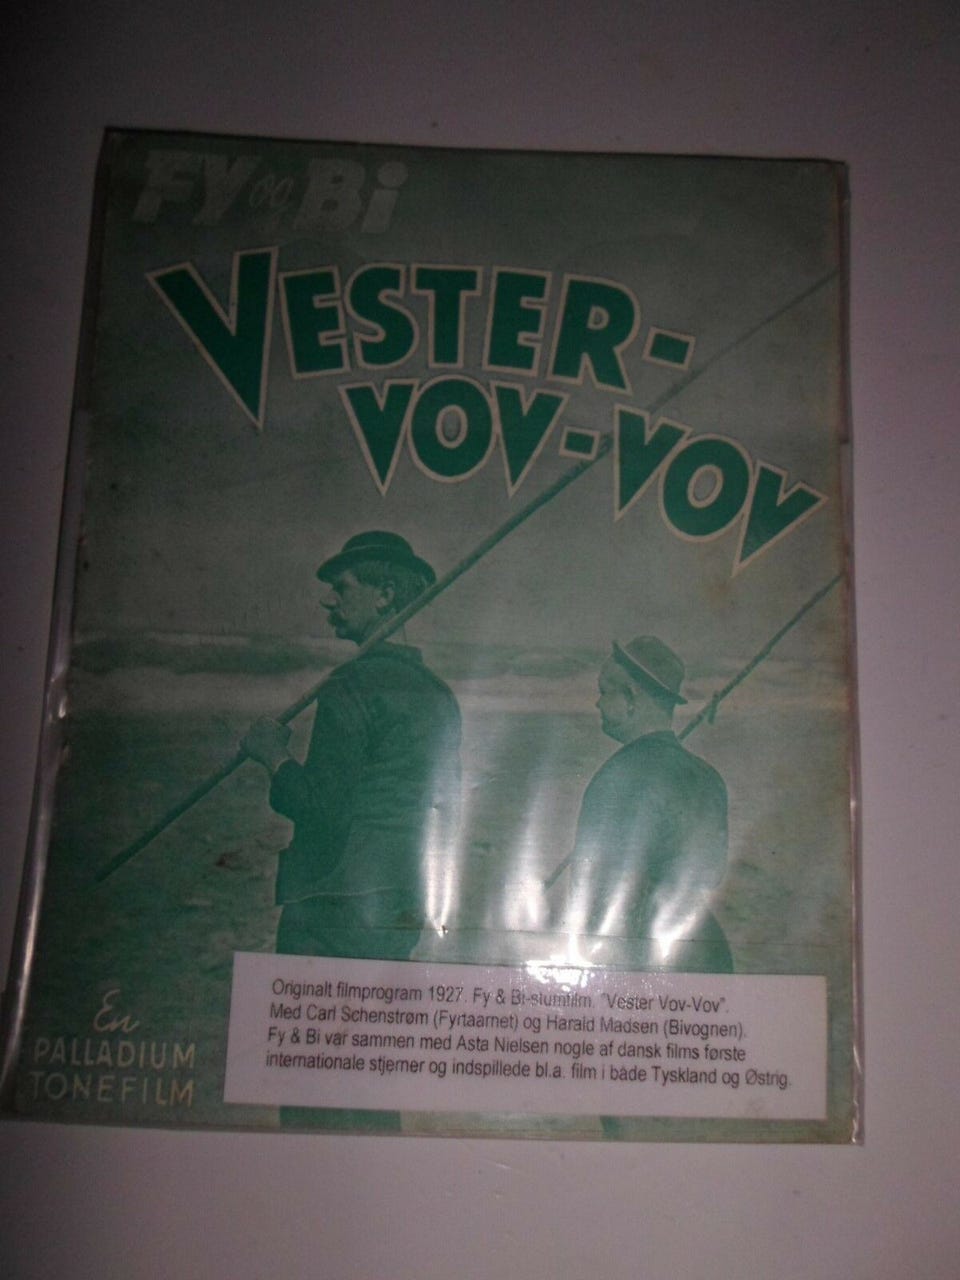 FY og Bi
VESTER-
VOV-VOV
Originalt filmprogram 1927. Fy & Bi-stumfilm. "Vester Vov-Vov".
Med Carl Schenstrøm (Fyrtaarnet) og Harald Madsen (Bivognen).
Fy & Bi var sammen med Asta Nielsen nogle af dansk films første
internationale stjerner og indspillede bl.a. film i både Tyskland og Østrig.
En
PALLADIUM
TONEFILM